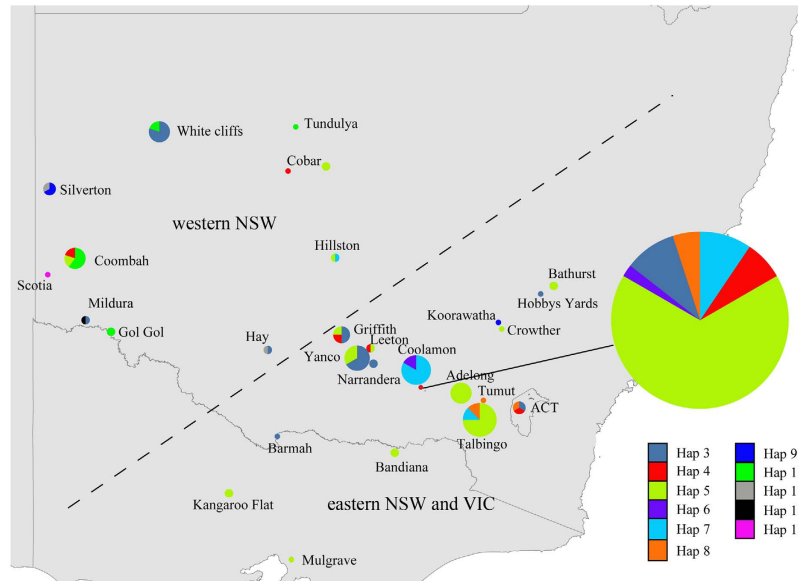 White cliffs
Tundulya
Cobar
Silverton
western NSW
Hillston
Coombah
Scotia
Bathurst
Mildura
Hobbys Yards
Koorawatha
Gol Gol
Griffith
Crowther
Hay
Leeton
Yanco
Coolamon
Narrandera
Adelong
Tumut
ACT
Talbingo
Barmah
Bandiana
Kangaroo Flat
eastern NSW and VIC
Mulgrave
Hap 3
Hap 4
Hap 5
Hap 6
Hap 7
Hap 8
Hap 9
Hap 1
Hap 1
Hap 1
Hap 1